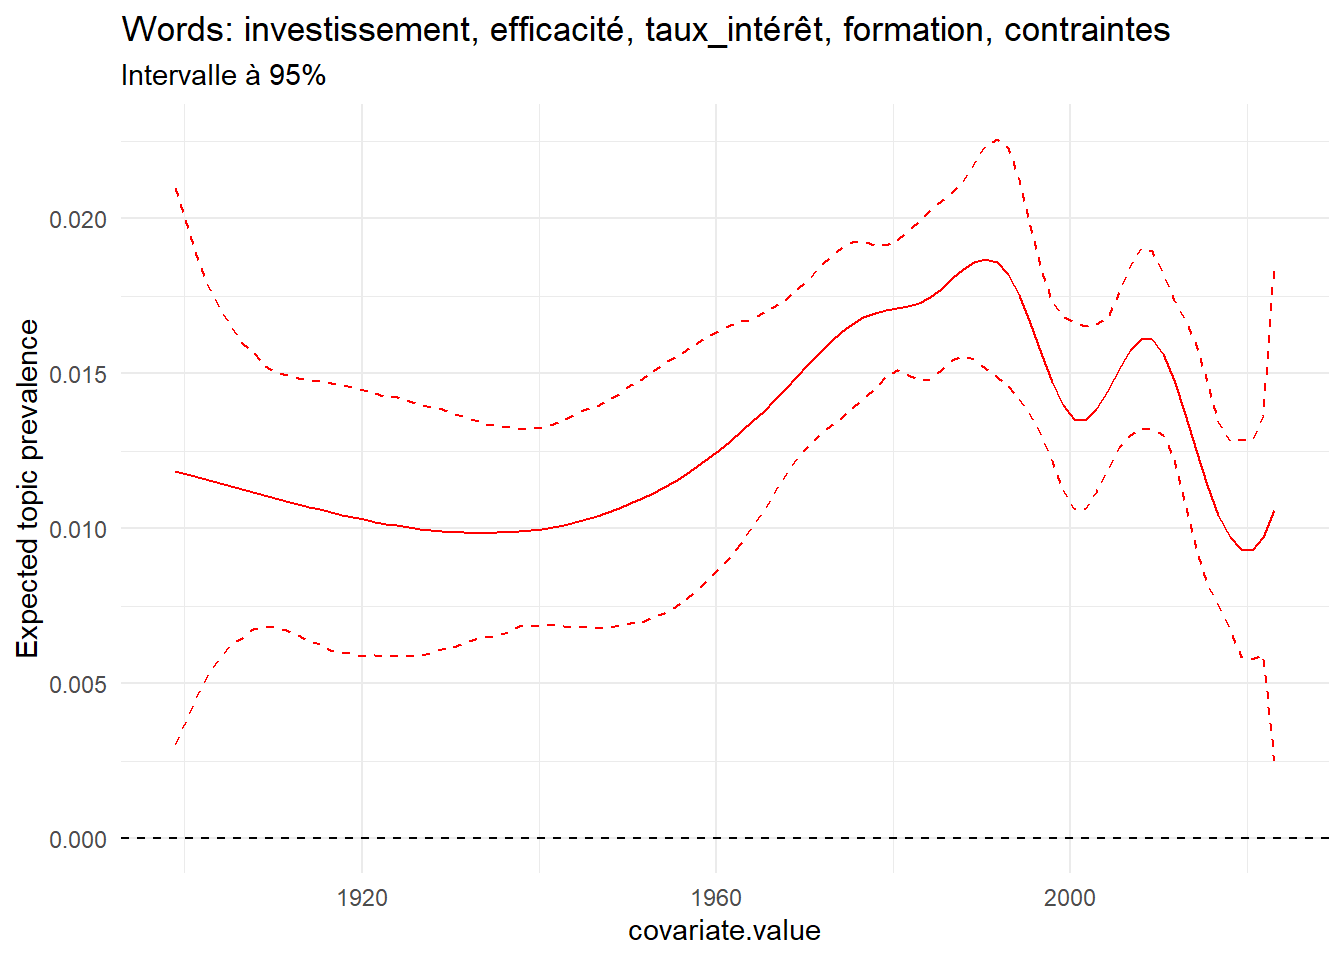 Words: investissement, efficacité, taux_intérêt, formation, contraintes
Intervalle à 95%
Expected topic prevalence
0.020
0.015
0.010
0.005
0.000
1920 1960 2000
covariate.value